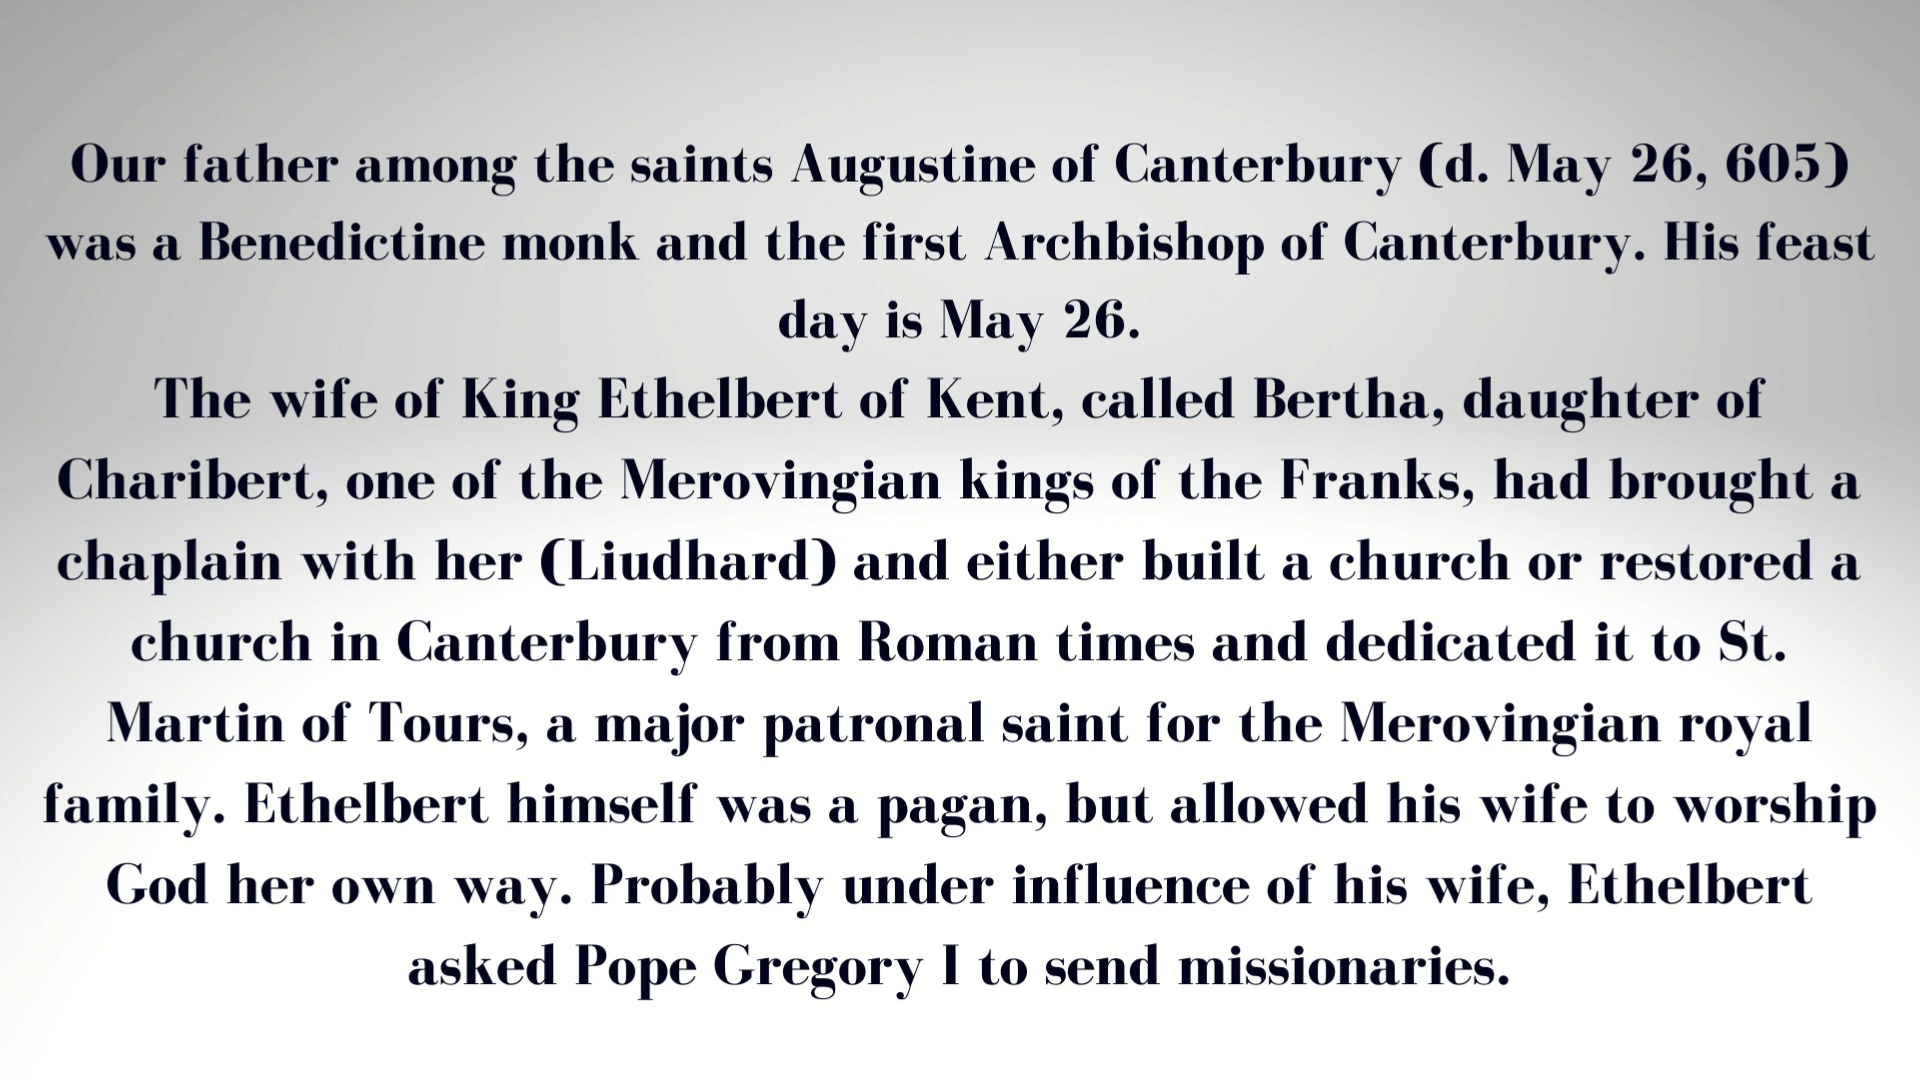 Our father among the saints Augustine of Canterbury (d. May 26, 605)
was a Benedictine monk and the first Archbishop of Canterbury. His feast
day is May 26.
The wife of King Ethelbert of Kent, called Bertha, daughter of
Charibert, one of the Merovingian kings of the Franks, had brought a
chaplain with her (Liudhard) and either built a church or restored a
church in Canterbury from Roman times and dedicated it to St.
Martin of Tours, a major patronal saint for the Merovingian royal
family. Ethelbert himself was a pagan, but allowed his wife to worship
God her own way. Probably under influence of his wife, Ethelbert
asked Pope Gregory I to send missionaries.